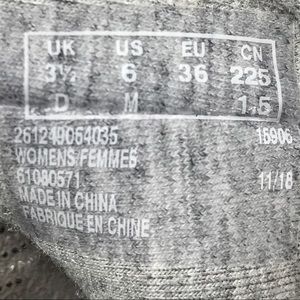 UK US EU CN
3½ 6 36 225
D M 1.5
261249054035 15906
WOMENS/FEMMES
61080571 11/18
MADE IN CHINA
FABRIQUE EN CHINE.